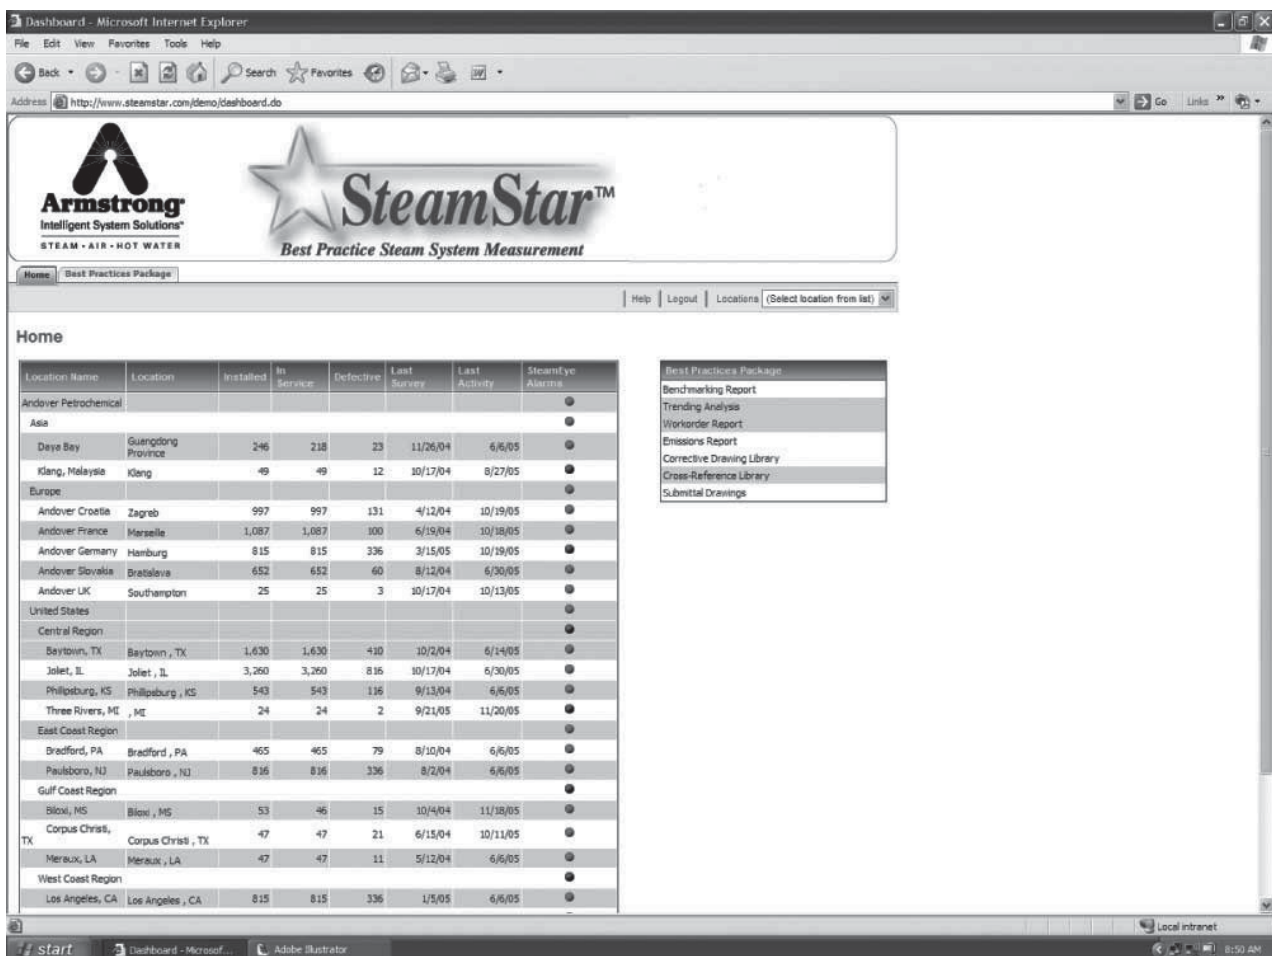 Dashboard - Microsoft Internet Explorer
File Edit View Favorites Tools Help
Back Search Favorites
Address http://www.steamstar.com/demo/dashboard.do Go Links »
Armstrong
Intelligent System Solutions
STEAM • AIR • HOT WATER
SteamStar™
Best Practice Steam System Measurement
Home Best Practices Package
Help Logout Locations (Select location from list)
Home
Location Name Location Installed In Service Defective Last Survey Last Activity SteamEye Alarms
Andover Petrochemical
Asia
Daya Bay Guangdong Province 246 218 23 11/26/04 6/6/05
Klang, Malaysia Klang 49 49 12 10/17/04 8/27/05
Europe
Andover Croatia Zagreb 997 997 131 4/12/04 10/19/05
Andover France Marseille 1,087 1,087 100 6/19/04 10/18/05
Andover Germany Hamburg 815 815 336 3/15/05 10/19/05
Andover Slovakia Bratislava 652 652 60 8/12/04 6/30/05
Andover UK Southampton 25 25 3 10/17/04 10/13/05
United States
Central Region
Baytown, TX Baytown , TX 1,630 1,630 410 10/2/04 6/14/05
Joliet, IL Joliet , IL 3,260 3,260 816 10/17/04 6/30/05
Philipsburg, KS Philipsburg , KS 543 543 116 9/13/04 6/6/05
Three Rivers, MI , MI 24 24 2 9/21/05 11/20/05
East Coast Region
Bradford, PA Bradford , PA 465 465 79 8/10/04 6/6/05
Paulsboro, NJ Paulsboro , NJ 816 816 336 8/2/04 6/6/05
Gulf Coast Region
Biloxi, MS Biloxi , MS 53 46 15 10/4/04 11/18/05
Corpus Christi, TX Corpus Christi , TX 47 47 21 6/15/04 10/11/05
Meraux, LA Meraux , LA 47 47 11 5/12/04 6/6/05
West Coast Region
Los Angeles, CA Los Angeles , CA 815 815 336 1/5/05 6/6/05
Best Practices Package
Benchmarking Report
Trending Analysis
Workorder Report
Emissions Report
Corrective Drawing Library
Cross-Reference Library
Submittal Drawings
Local intranet
start Dashboard - Microsof... Adobe Illustrator 8:50 AM